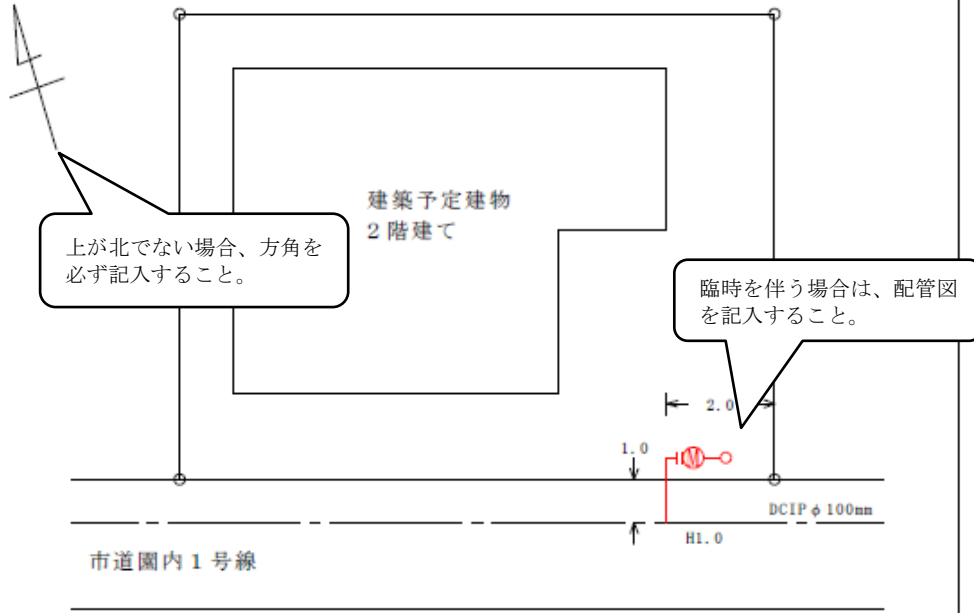 建築予定建物
2階建て
上が北でない場合、方角を
必ず記入すること。
臨時を伴う場合は、配管図
を記入すること。
2.0
1.0
M
DCIPφ100mm
H1.0
市道園内1号線